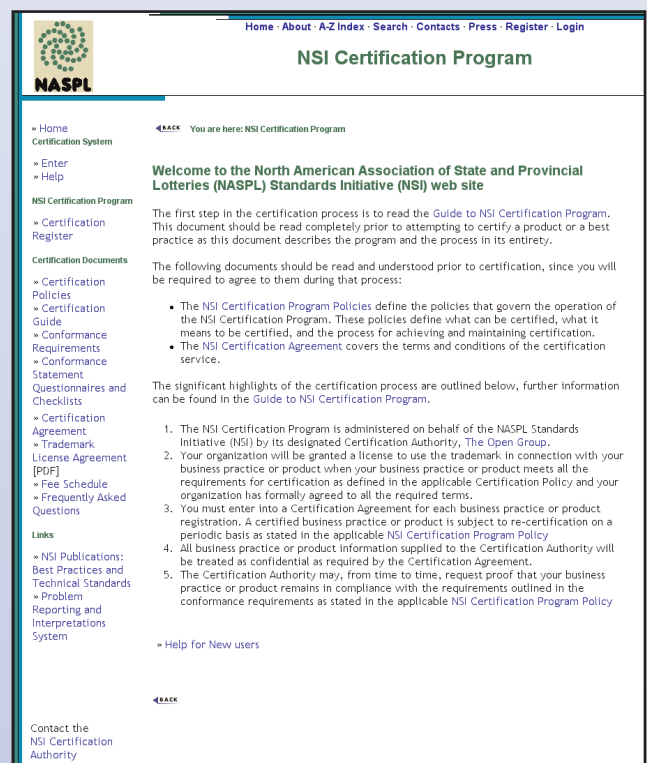 Home · About · A-Z Index · Search · Contacts · Press · Register · Login
NSI Certification Program
NASPL
» Home
Certification System
» Enter
» Help
NSI Certification Program
» Certification
Register
Certification Documents
» Certification
Policies
» Certification
Guide
» Conformance
Requirements
» Conformance
Statement
Questionnaires and
Checklists
» Certification
Agreement
» Trademark
License Agreement
[PDF]
» Fee Schedule
» Frequently Asked
Questions
Links
» NSI Publications:
Best Practices and
Technical Standards
» Problem
Reporting and
Interpretations
System
Contact the
NSI Certification
Authority
BACK You are here: NSI Certification Program
Welcome to the North American Association of State and Provincial
Lotteries (NASPL) Standards Initiative (NSI) web site
The first step in the certification process is to read the Guide to NSI Certification Program.
This document should be read completely prior to attempting to certify a product or a best
practice as this document describes the program and the process in its entirety.
The following documents should be read and understood prior to certification, since you will
be required to agree to them during that process:
• The NSI Certification Program Policies define the policies that govern the operation of
the NSI Certification Program. These policies define what can be certified, what it
means to be certified, and the process for achieving and maintaining certification.
• The NSI Certification Agreement covers the terms and conditions of the certification
service.
The significant highlights of the certification process are outlined below, further information
can be found in the Guide to NSI Certification Program.
1. The NSI Certification Program is administered on behalf of the NASPL Standards
Initiative (NSI) by its designated Certification Authority, The Open Group.
2. Your organization will be granted a license to use the trademark in connection with your
business practice or product when your business practice or product meets all the
requirements for certification as defined in the applicable Certification Policy and your
organization has formally agreed to all the required terms.
3. You must enter into a Certification Agreement for each business practice or product
registration. A certified business practice or product is subject to re-certification on a
periodic basis as stated in the applicable NSI Certification Program Policy
4. All business practice or product information supplied to the Certification Authority will
be treated as confidential as required by the Certification Agreement.
5. The Certification Authority may, from time to time, request proof that your business
practice or product remains in compliance with the requirements outlined in the
conformance requirements as stated in the applicable NSI Certification Program Policy
» Help for New users
BACK